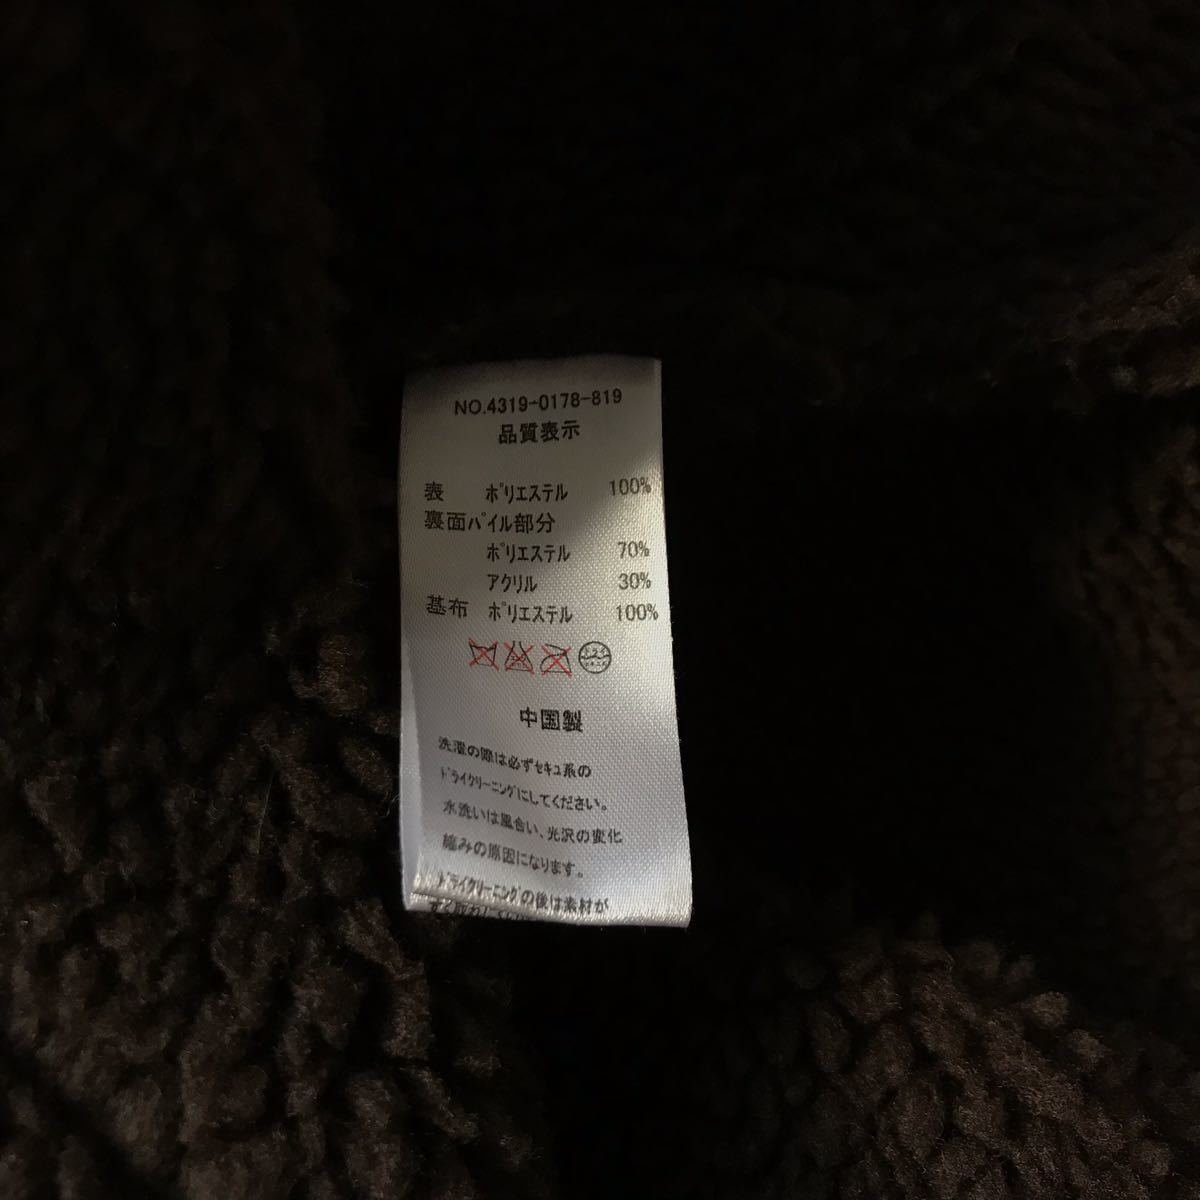 NO.4319-0178-819
品質表示
表 ポリエステル 100%
裏面パイル部分
ポリエステル 70%
アクリル 30%
基布 ポリエステル 100%
中国製
洗濯の際は必ずセキュ系の
ドライクリーニングにしてください。
水洗いは風合い、光沢の変化
縮みの原因になります。
ドライクリーニングの後は素材が